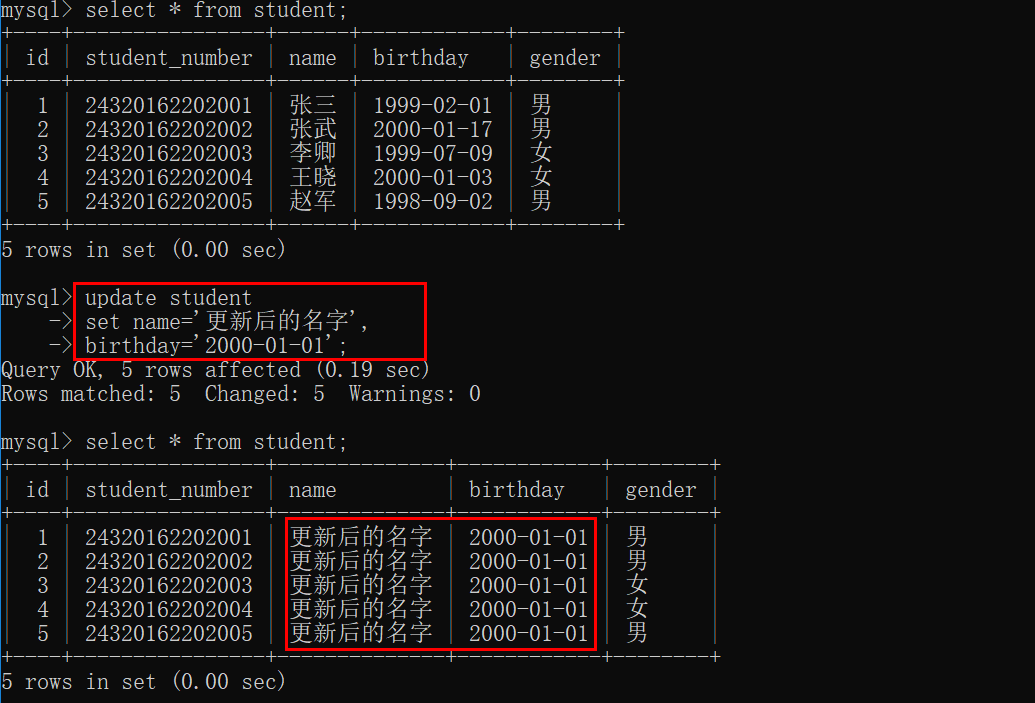 mysql> select * from student;
+----+----------------+------+------------+--------+
| id | student_number | name | birthday   | gender |
+----+----------------+------+------------+--------+
|  1 | 24320162202001 | 张三 | 1999-02-01 | 男     |
|  2 | 24320162202002 | 张武 | 2000-01-17 | 男     |
|  3 | 24320162202003 | 李卿 | 1999-07-09 | 女     |
|  4 | 24320162202004 | 王晓 | 2000-01-03 | 女     |
|  5 | 24320162202005 | 赵军 | 1998-09-02 | 男     |
+----+----------------+------+------------+--------+
5 rows in set (0.00 sec)
mysql> update student
    -> set name='更新后的名字',
    -> birthday='2000-01-01';
Query OK, 5 rows affected (0.19 sec)
Rows matched: 5  Changed: 5  Warnings: 0
mysql> select * from student;
+----+----------------+--------------+------------+--------+
| id | student_number | name         | birthday   | gender |
+----+----------------+--------------+------------+--------+
|  1 | 24320162202001 | 更新后的名字 | 2000-01-01 | 男     |
|  2 | 24320162202002 | 更新后的名字 | 2000-01-01 | 男     |
|  3 | 24320162202003 | 更新后的名字 | 2000-01-01 | 女     |
|  4 | 24320162202004 | 更新后的名字 | 2000-01-01 | 女     |
|  5 | 24320162202005 | 更新后的名字 | 2000-01-01 | 男     |
+----+----------------+--------------+------------+--------+
5 rows in set (0.00 sec)